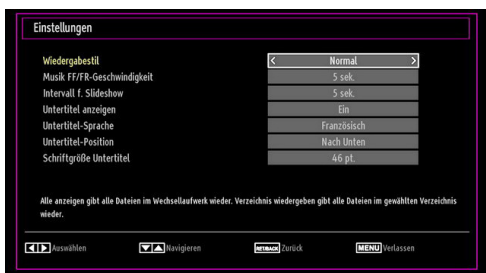 Einstellungen
Wiedergabestil < Normal >
Musik FF/FR-Geschwindigkeit 5 sek.
Intervall f. Slideshow 5 sek.
Untertitel anzeigen Ein
Untertitel-Sprache Französisch
Untertitel-Position Nach Unten
Schriftgröße Untertitel 46 pt.
Alle anzeigen gibt alle Dateien im Wechsellaufwerk wieder. Verzeichnis wiedergeben gibt alle Dateien im gewählten Verzeichnis
wieder.
Auswählen Navigieren RET/BACK Zurück MENU Verlassen